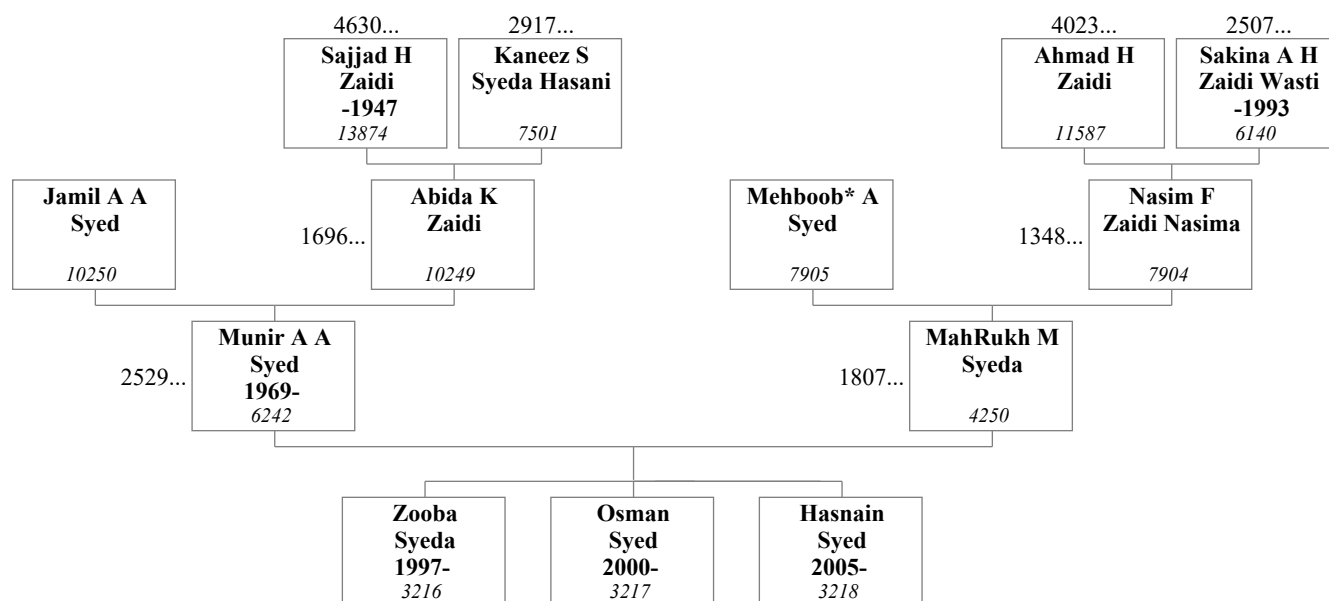 4630...
2917...
4023...
2507...
Sajjad H
Zaidi
-1947
13874
Kaneez S
Syeda Hasani
7501
Ahmad H
Zaidi
11587
Sakina A H
Zaidi Wasti
-1993
6140
Jamil A A
Syed
10250
1696...
Abida K
Zaidi
10249
Mehboob* A
Syed
7905
1348...
Nasim F
Zaidi Nasima
7904
2529...
Munir A A
Syed
1969-
6242
1807...
MahRukh M
Syeda
4250
Zooba
Syeda
1997-
3216
Osman
Syed
2000-
3217
Hasnain
Syed
2005-
3218